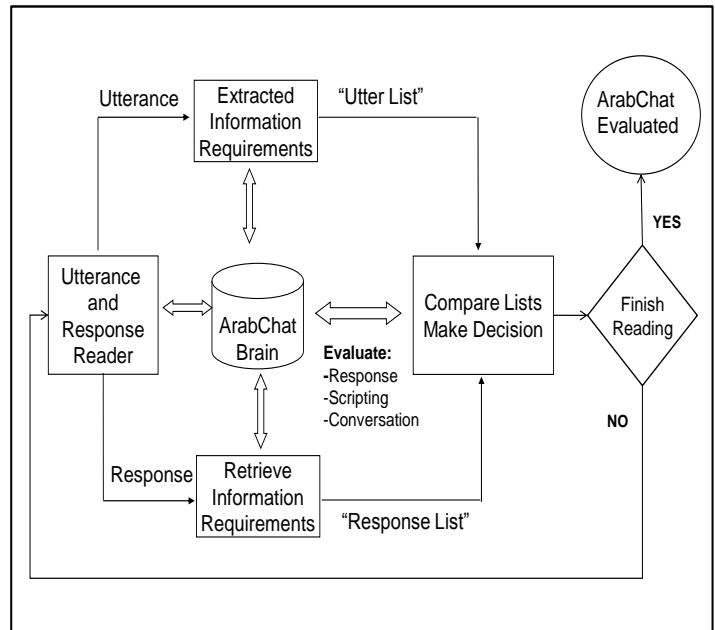 Utterance
Extracted
Information
Requirements
“Utter List”
ArabChat
Evaluated
YES
Utterance
and
Response
Reader
ArabChat
Brain
Evaluate:
-Response
-Scripting
-Conversation
Compare Lists
Make Decision
Finish
Reading
NO
Response
Retrieve
Information
Requirements
“Response List”